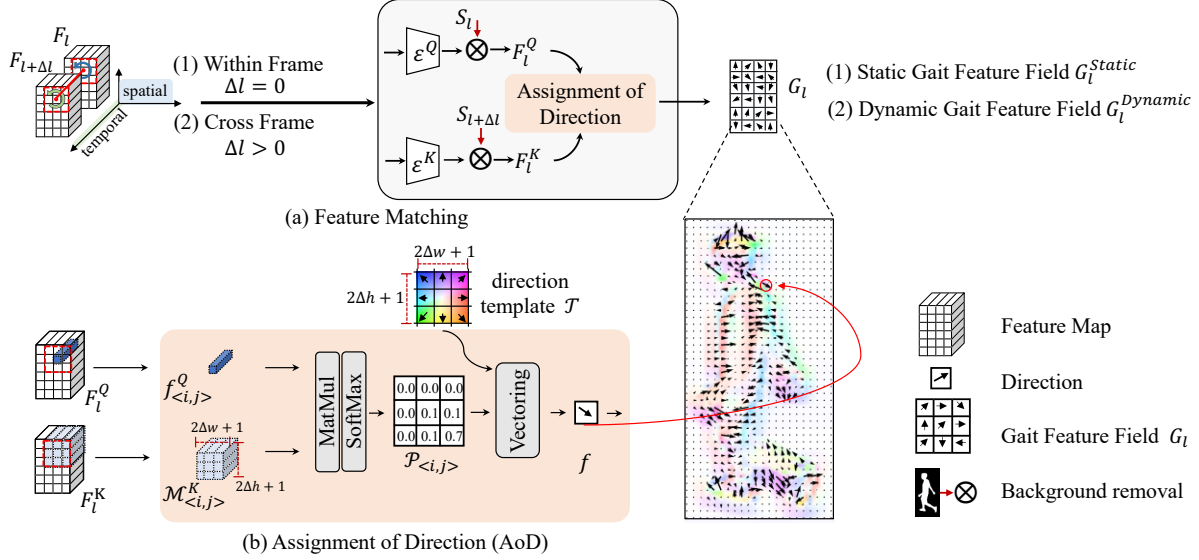 F_l
F_{l+Δl}
spatial
temporal
(1) Within Frame
Δl = 0
(2) Cross Frame
Δl > 0
ε^Q
S_l
F_l^Q
ε^K
S_{l+Δl}
F_l^K
Assignment of
Direction
(a) Feature Matching
G_l
(1) Static Gait Feature Field G_l^{Static}
(2) Dynamic Gait Feature Field G_l^{Dynamic}
2Δw + 1
2Δh + 1
direction
template 𝒯
F_l^Q
f_{<i,j>}^Q
F_l^K
2Δw + 1
2Δh + 1
ℳ_{<i,j>}^K
MatMul
SoftMax
0.0 0.0 0.0
0.0 0.1 0.1
0.0 0.1 0.7
𝒫_{<i,j>}
Vectoring
f
(b) Assignment of Direction (AoD)
Feature Map
Direction
Gait Feature Field G_l
Background removal